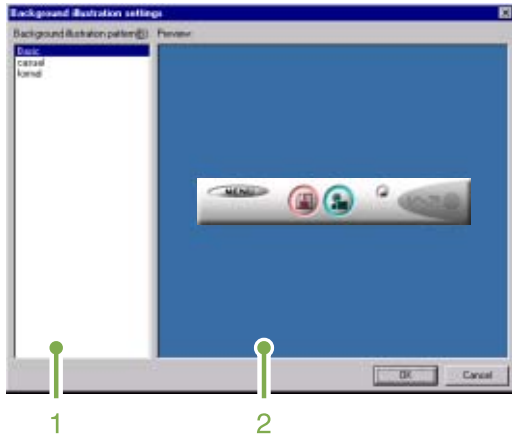 Background illustration settings
Background illustration pattern(B) Preview:
Basic
casual
formal
MENU
OK Cancel
1 2